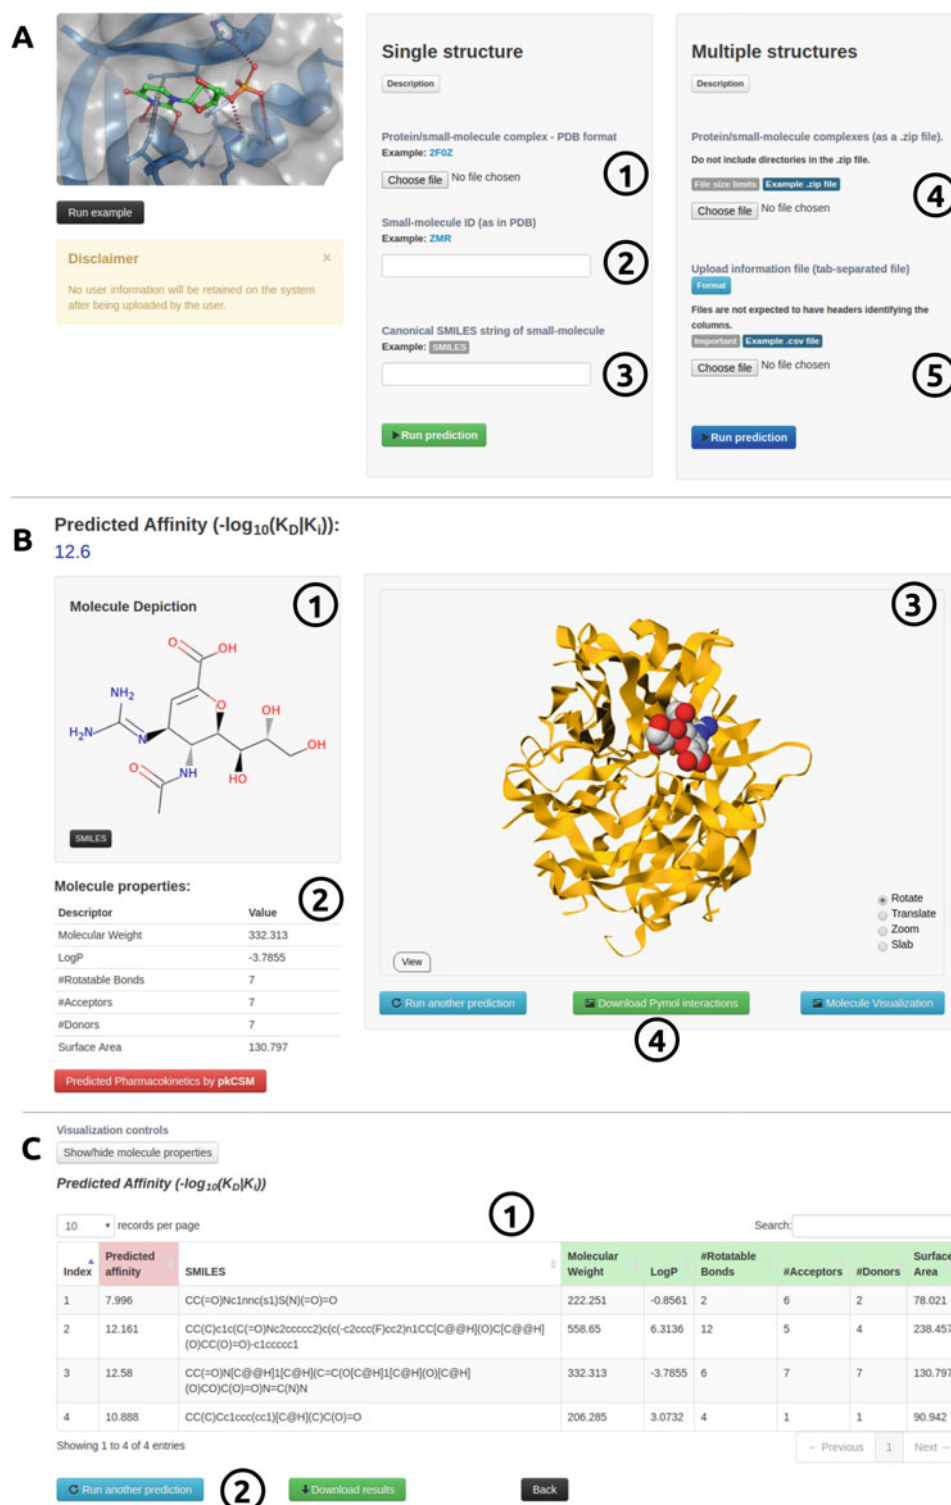 A
Run example
Disclaimer ×
No user information will be retained on the system
after being uploaded by the user.
Single structure
Description
Protein/small-molecule complex - PDB format
Example: 2F0Z
Choose file No file chosen
1
Small-molecule ID (as in PDB)
Example: ZMR
2
Canonical SMILES string of small-molecule
Example: SMILES
3
Run prediction
Multiple structures
Description
Protein/small-molecule complexes (as a .zip file).
Do not include directories in the .zip file.
File size limits Example .zip file
Choose file No file chosen
4
Upload information file (tab-separated file)
Format
Files are not expected to have headers identifying the
columns.
Important Example .csv file
Choose file No file chosen
5
Run prediction
B
Predicted Affinity (-log10(KD|Ki)):
12.6
Molecule Depiction
1
O
OH
NH2
H2N
N
O
OH
OH
HO
NH
O
SMILES
Molecule properties:
2
Descriptor Value
Molecular Weight 332.313
LogP -3.7855
#Rotatable Bonds 7
#Acceptors 7
#Donors 7
Surface Area 130.797
Predicted Pharmacokinetics by pkCSM
3
Rotate
Translate
Zoom
Slab
View
Run another prediction
Download Pymol interactions
Molecule Visualization
4
C
Visualization controls
Show/hide molecule properties
Predicted Affinity (-log10(KD|Ki))
1
10 records per page
Search:
Index Predicted affinity SMILES Molecular Weight LogP #Rotatable Bonds #Acceptors #Donors Surface Area
1 7.996 CC(=O)Nc1nnc(s1)S(N)(=O)=O 222.251 -0.8561 2 6 2 78.021
2 12.161 CC(C)c1c(C(=O)Nc2ccccc2)c(c(-c2ccc(F)cc2)n1CC[C@@H](O)C[C@@H] 558.65 6.3136 12 5 4 238.457
(O)CC(O)=O)-c1ccccc1
3 12.58 CC(=O)N[C@@H]1[C@H](C=C(O[C@H]1[C@H](O)[C@H] 332.313 -3.7855 6 7 7 130.797
(O)CO)C(O)=O)N=C(N)N
4 10.888 CC(C)Cc1ccc(cc1)[C@H](C)C(O)=O 206.285 3.0732 4 1 1 90.942
Showing 1 to 4 of 4 entries
← Previous 1 Next →
Run another prediction
2
Download results
Back